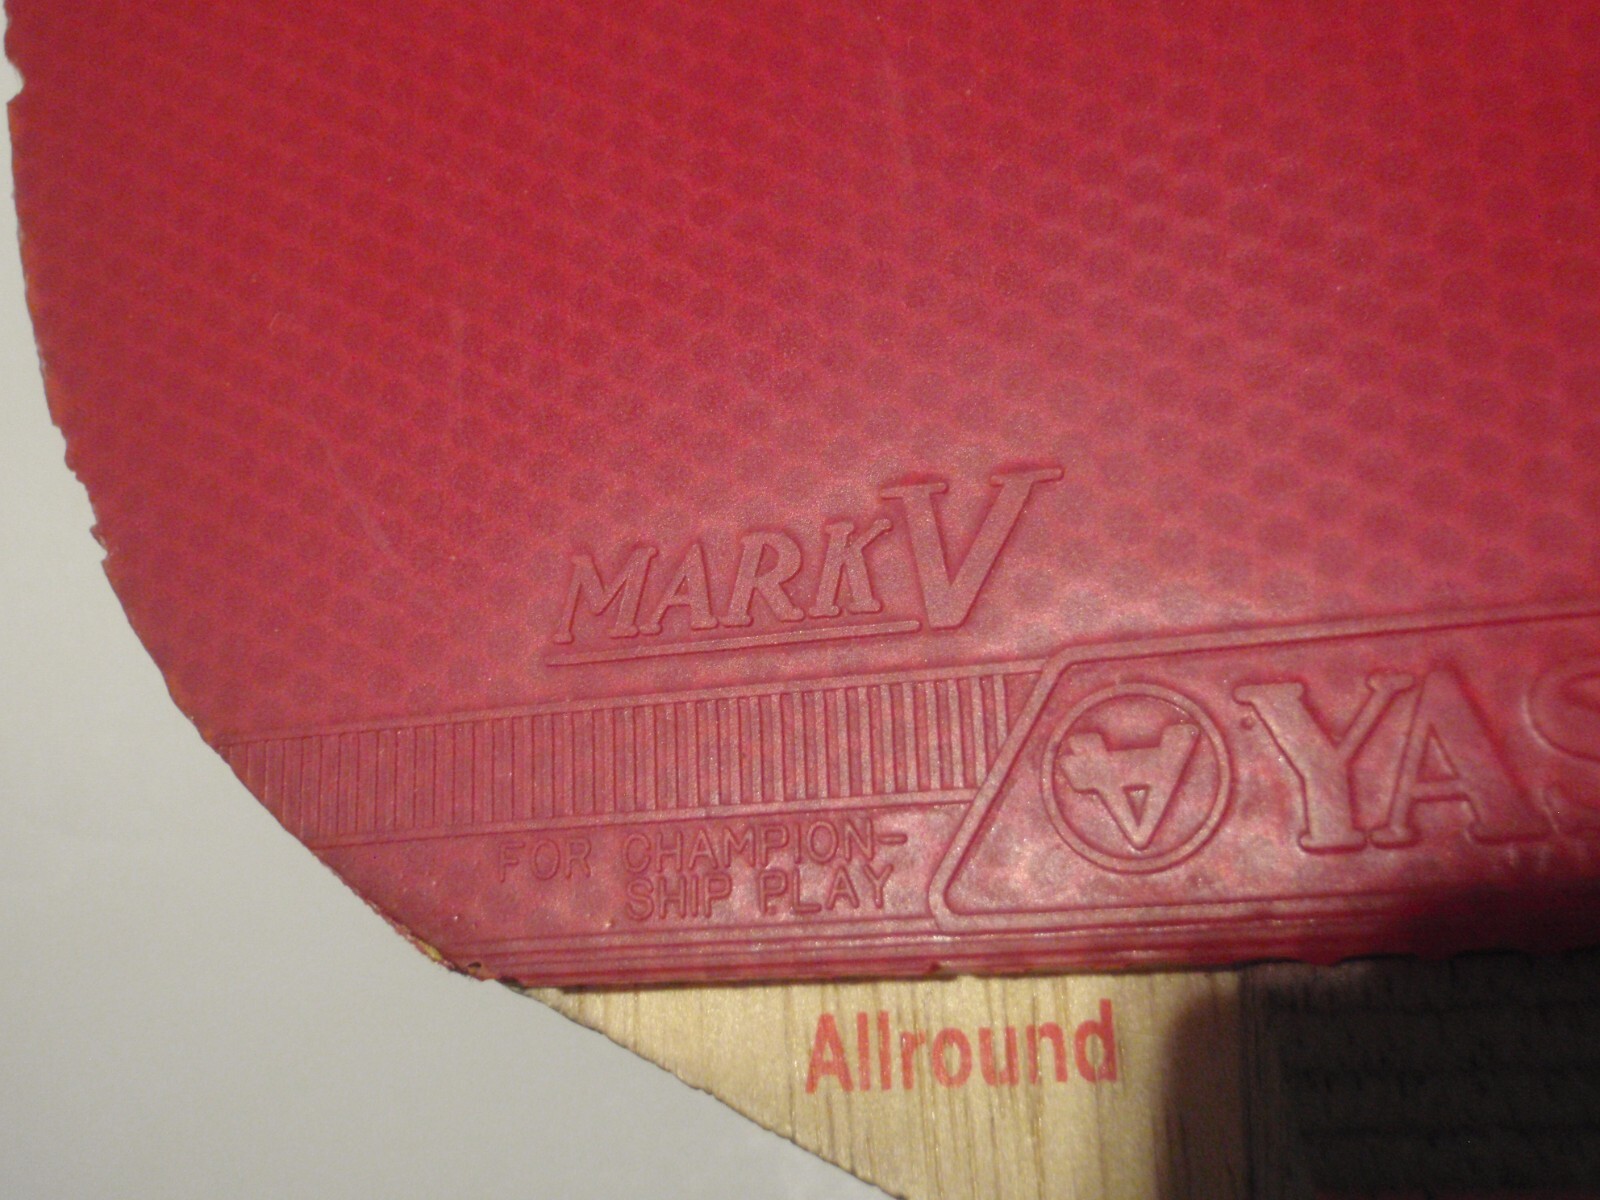 MARK V
YAS
FOR CHAMPION-
SHIP PLAY
Allround